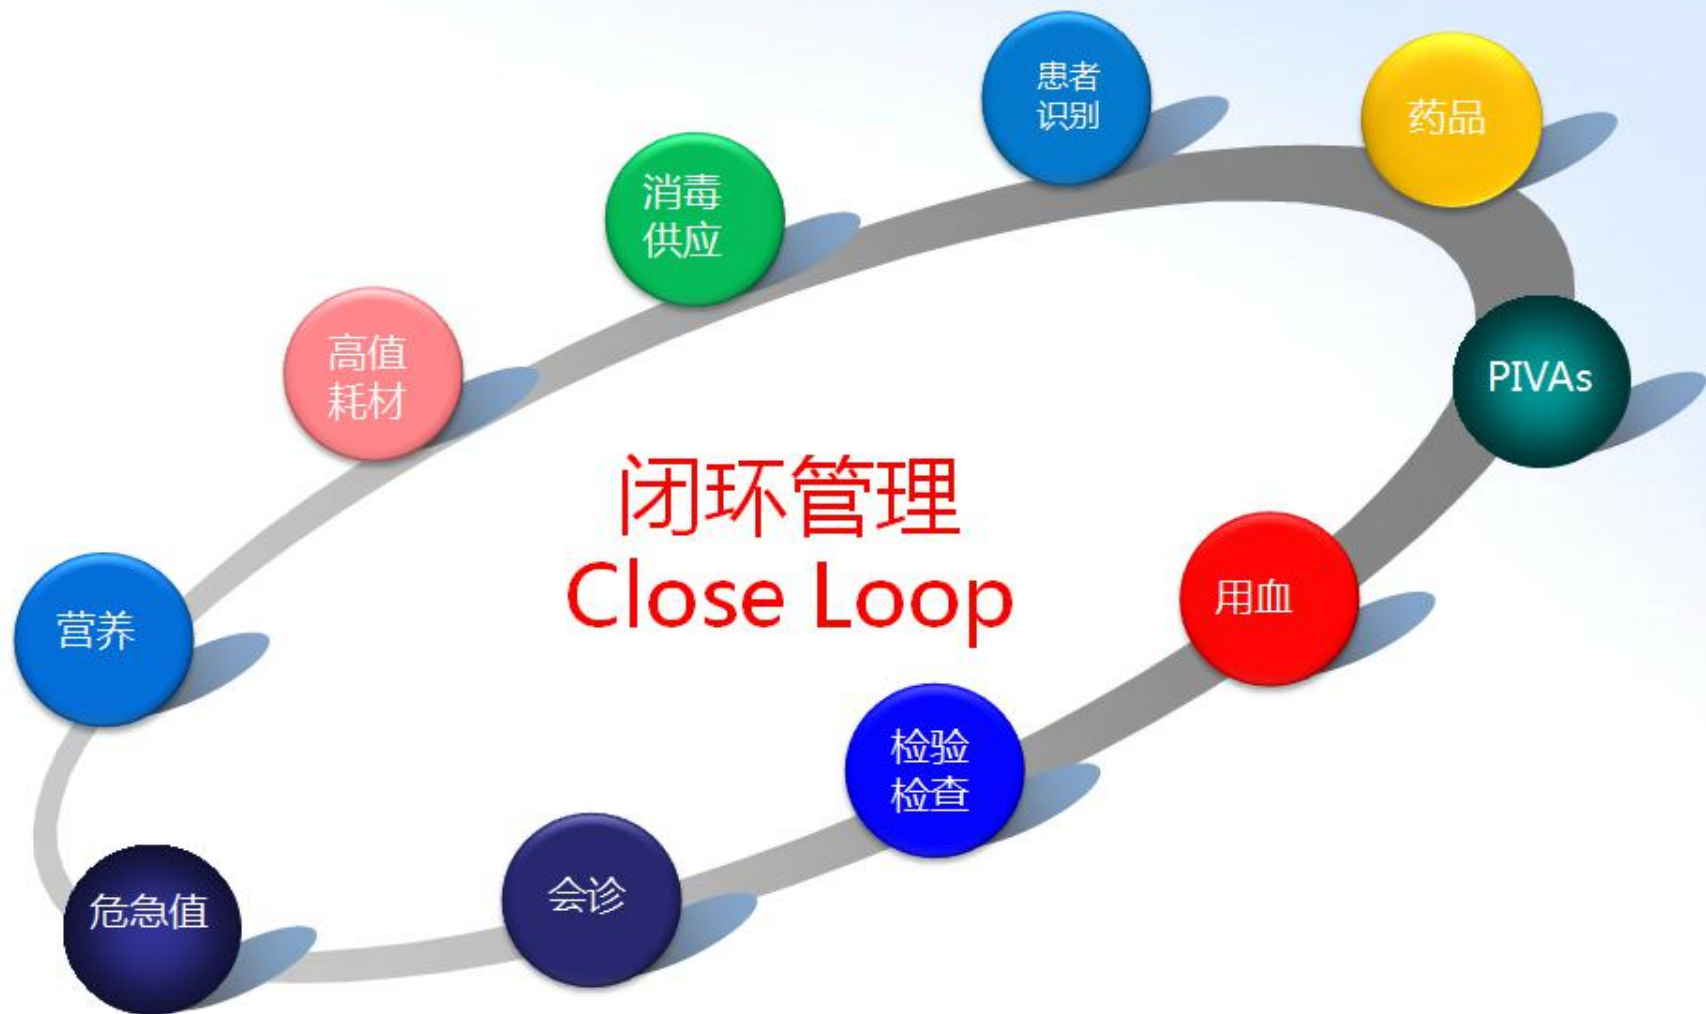 患者
识别
药品
消毒
供应
高值
耗材
PIVAs
闭环管理
Close Loop
用血
营养
检验
检查
会诊
危急值